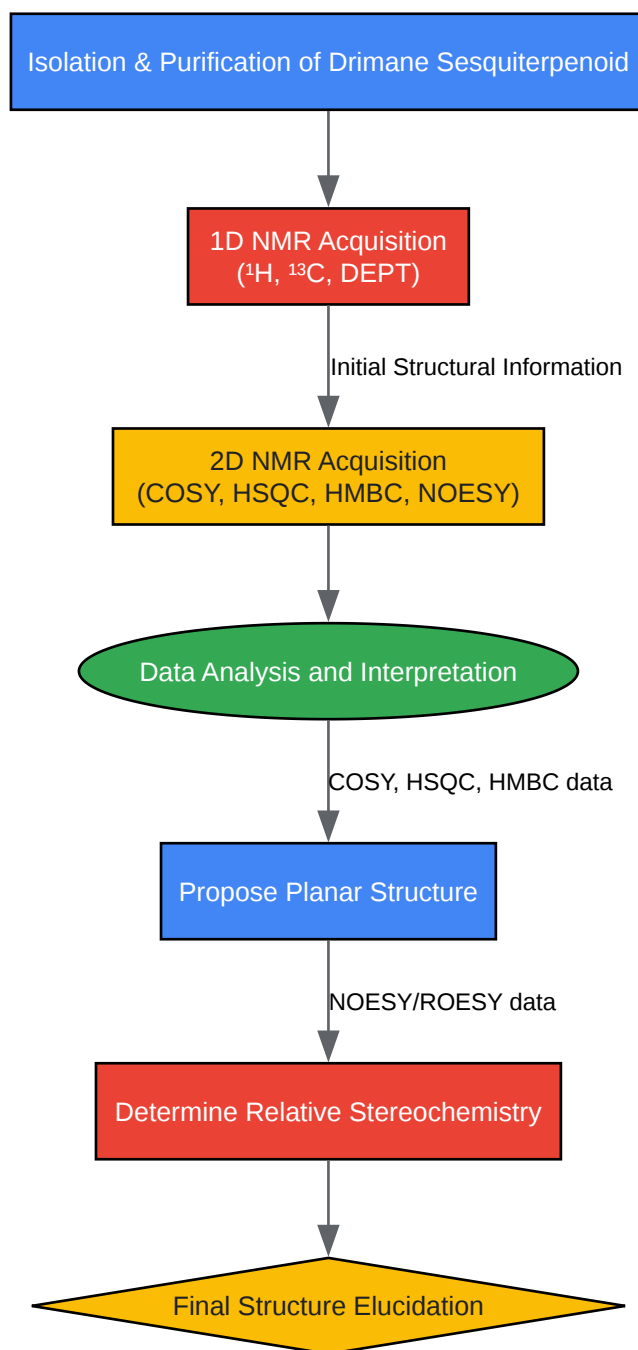 Isolation & Purification of Drimane Sesquiterpenoid
1D NMR Acquisition
(¹H, ¹³C, DEPT)
Initial Structural Information
2D NMR Acquisition
(COSY, HSQC, HMBC, NOESY)
Data Analysis and Interpretation
COSY, HSQC, HMBC data
Propose Planar Structure
NOESY/ROESY data
Determine Relative Stereochemistry
Final Structure Elucidation